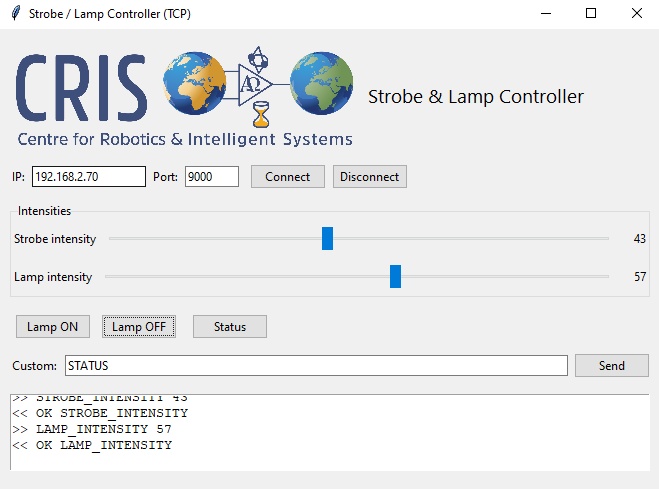 Strobe / Lamp Controller (TCP)
CRIS
ΑΩ
Centre for Robotics & Intelligent Systems
Strobe & Lamp Controller
IP: 192.168.2.70 Port: 9000 Connect Disconnect
Intensities
Strobe intensity 43
Lamp intensity 57
Lamp ON Lamp OFF Status
Custom: STATUS Send
>> STROBE_INTENSITY 43
<< OK STROBE_INTENSITY
>> LAMP_INTENSITY 57
<< OK LAMP_INTENSITY